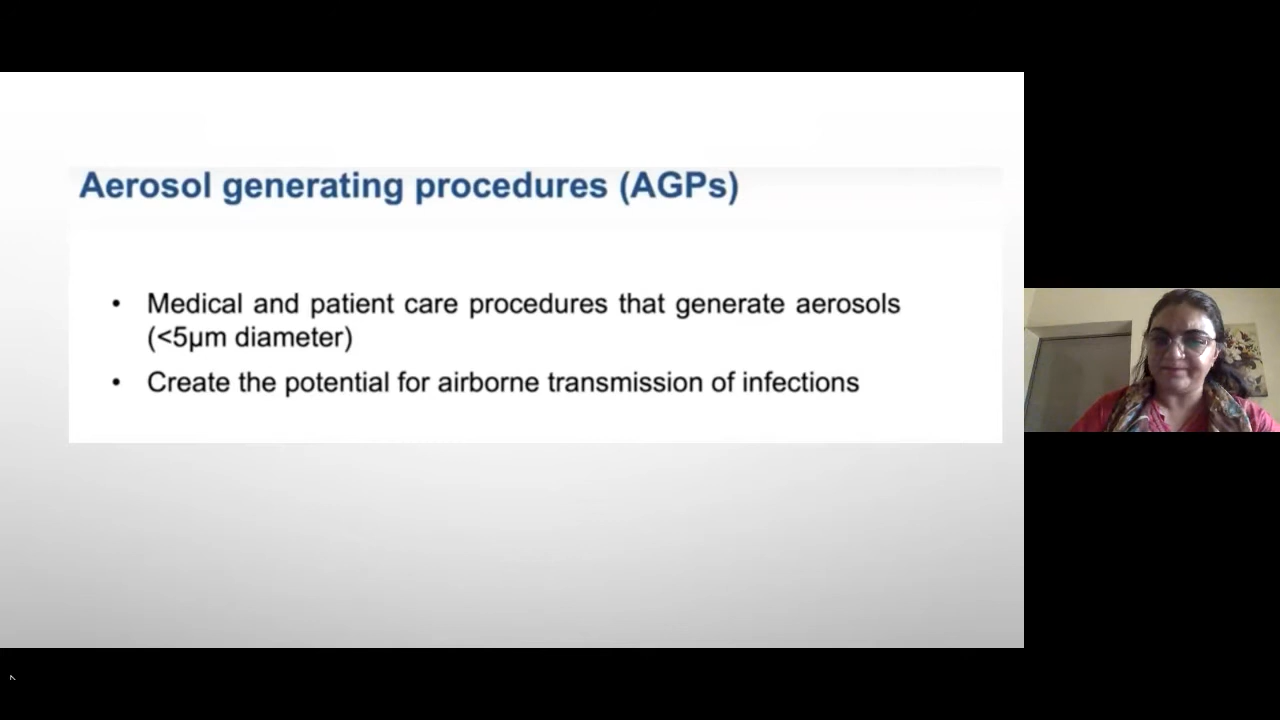 Aerosol generating procedures (AGPs)
• Medical and patient care procedures that generate aerosols
(<5µm diameter)
• Create the potential for airborne transmission of infections